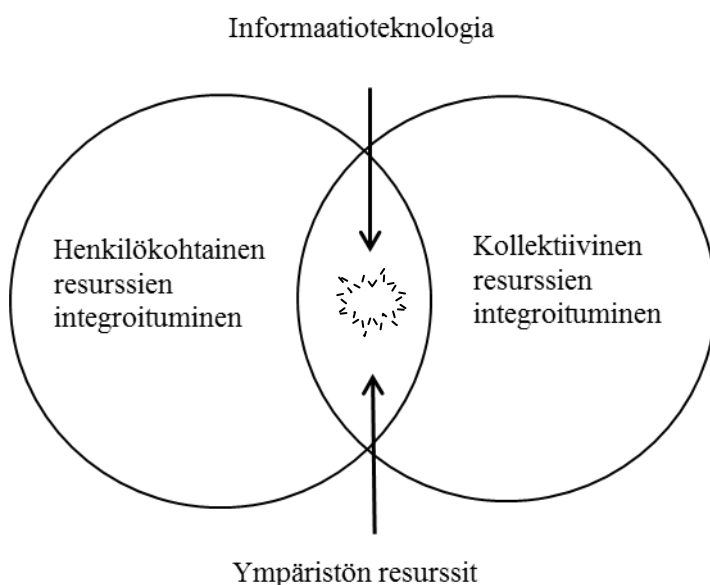 Informaatioteknologia
Henkilökohtainen
resurssien
integroituminen
Kollektiivinen
resurssien
integroituminen
Ympäristön resurssit